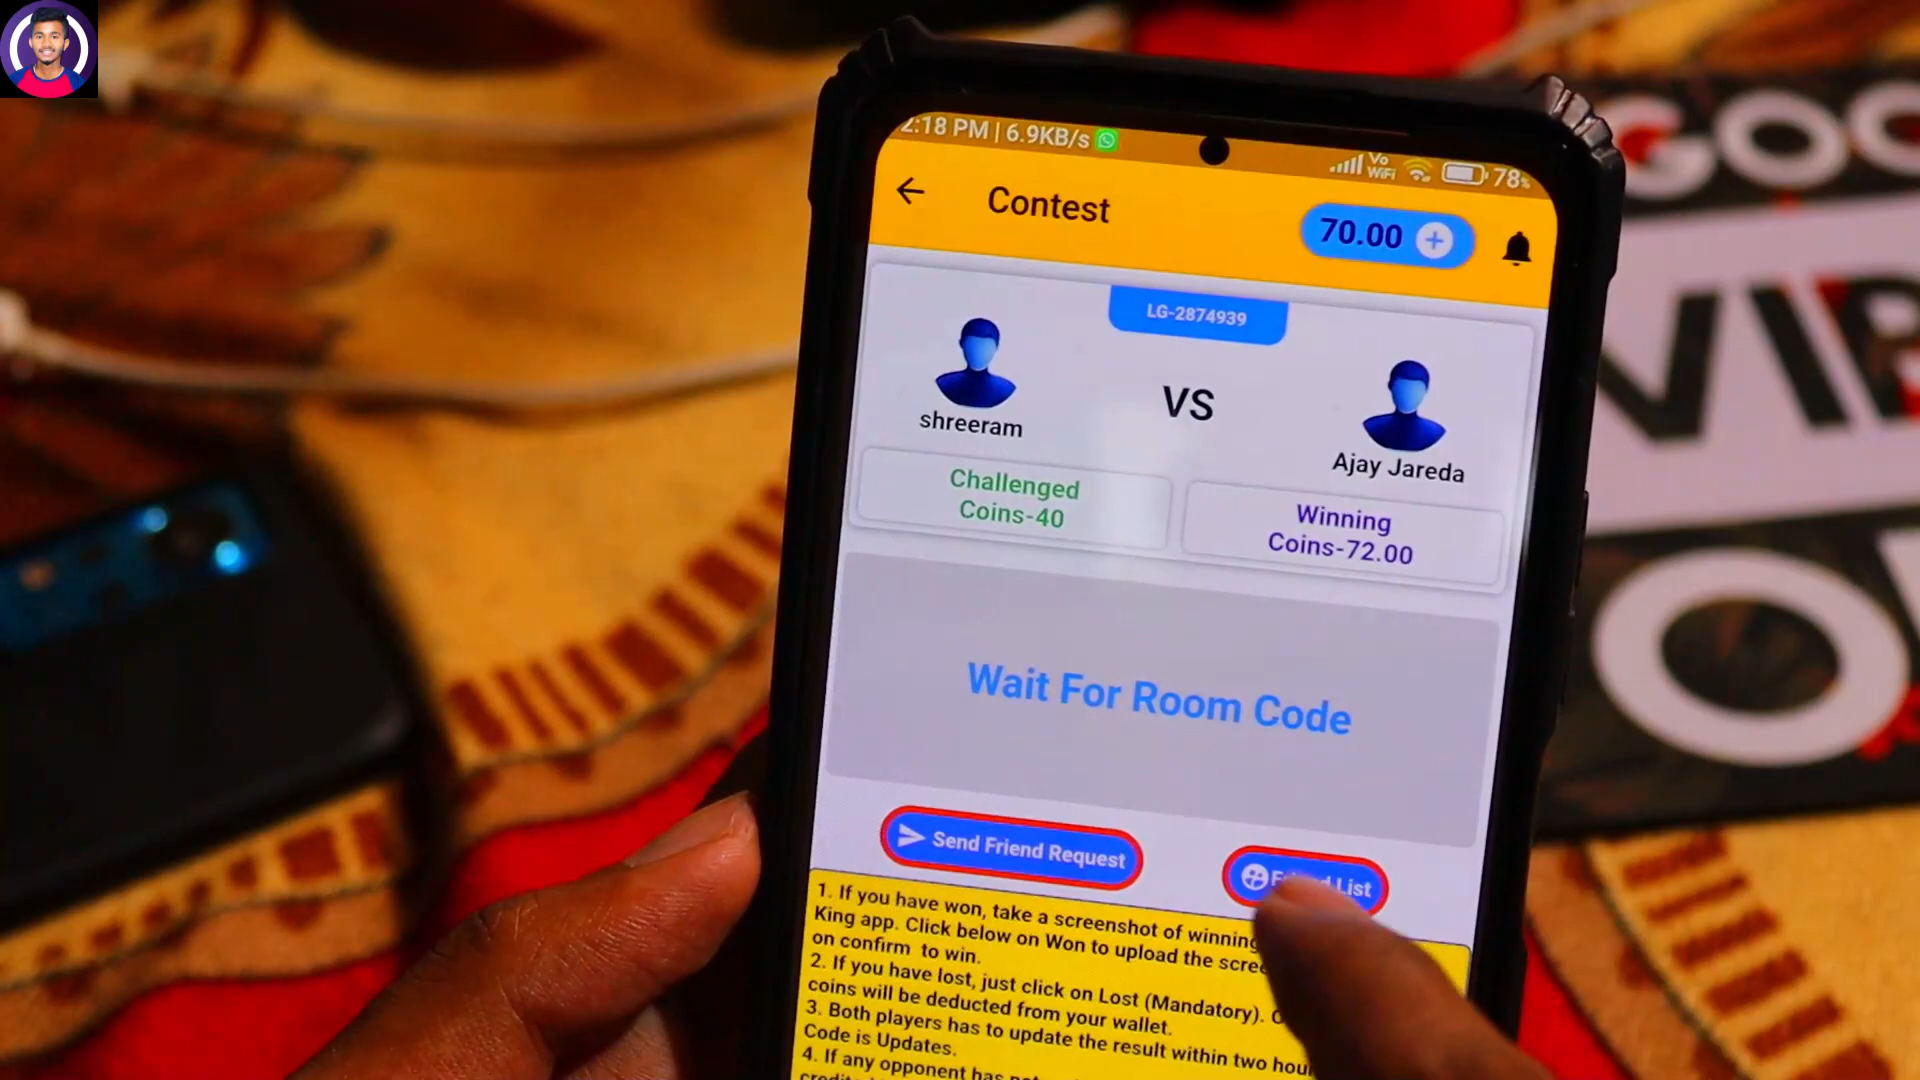 2:18 PM | 6.9KB/s
Vo
WiFi
78%
Contest
70.00 +
LG-2874939
VS
shreeram
Ajay Jareda
Challenged
Coins-40
Winning
Coins-72.00
Wait For Room Code
Send Friend Request
List
1. If you have won, take a screenshot of winning
King app. Click below on Won to upload the
on confirm to win.
2. If you have lost, just click on Lost (Mandatory).
coins will be deducted from your wallet.
3. Both players has to update the result within two
Code is Updates.
4. If any opponent has
GOO
VIP